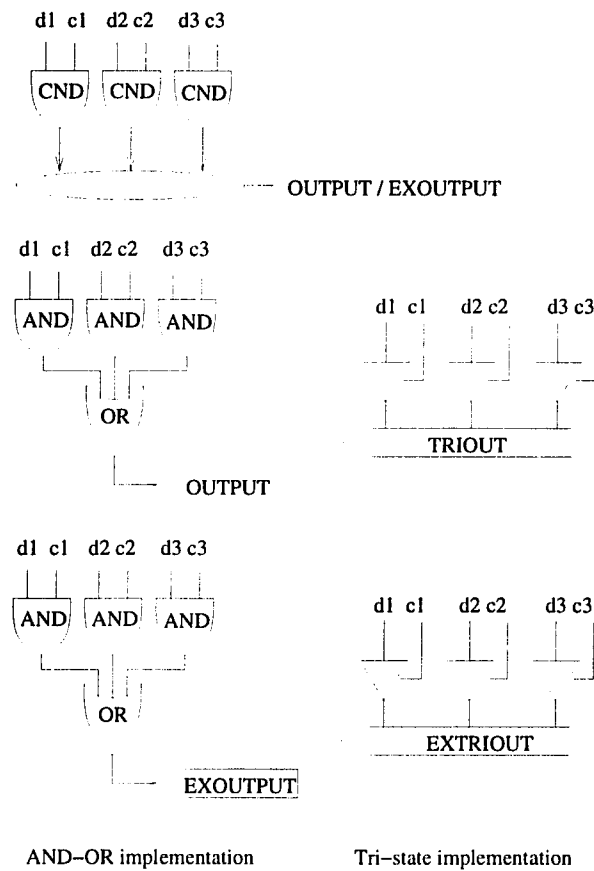 d1 c1 d2 c2 d3 c3
CND CND CND
OUTPUT / EXOUTPUT
d1 c1 d2 c2 d3 c3
AND AND AND
OR
OUTPUT
d1 c1 d2 c2 d3 c3
TRIOUT
d1 c1 d2 c2 d3 c3
AND AND AND
OR
EXOUTPUT
d1 c1 d2 c2 d3 c3
EXTRIOUT
AND–OR implementation
Tri–state implementation